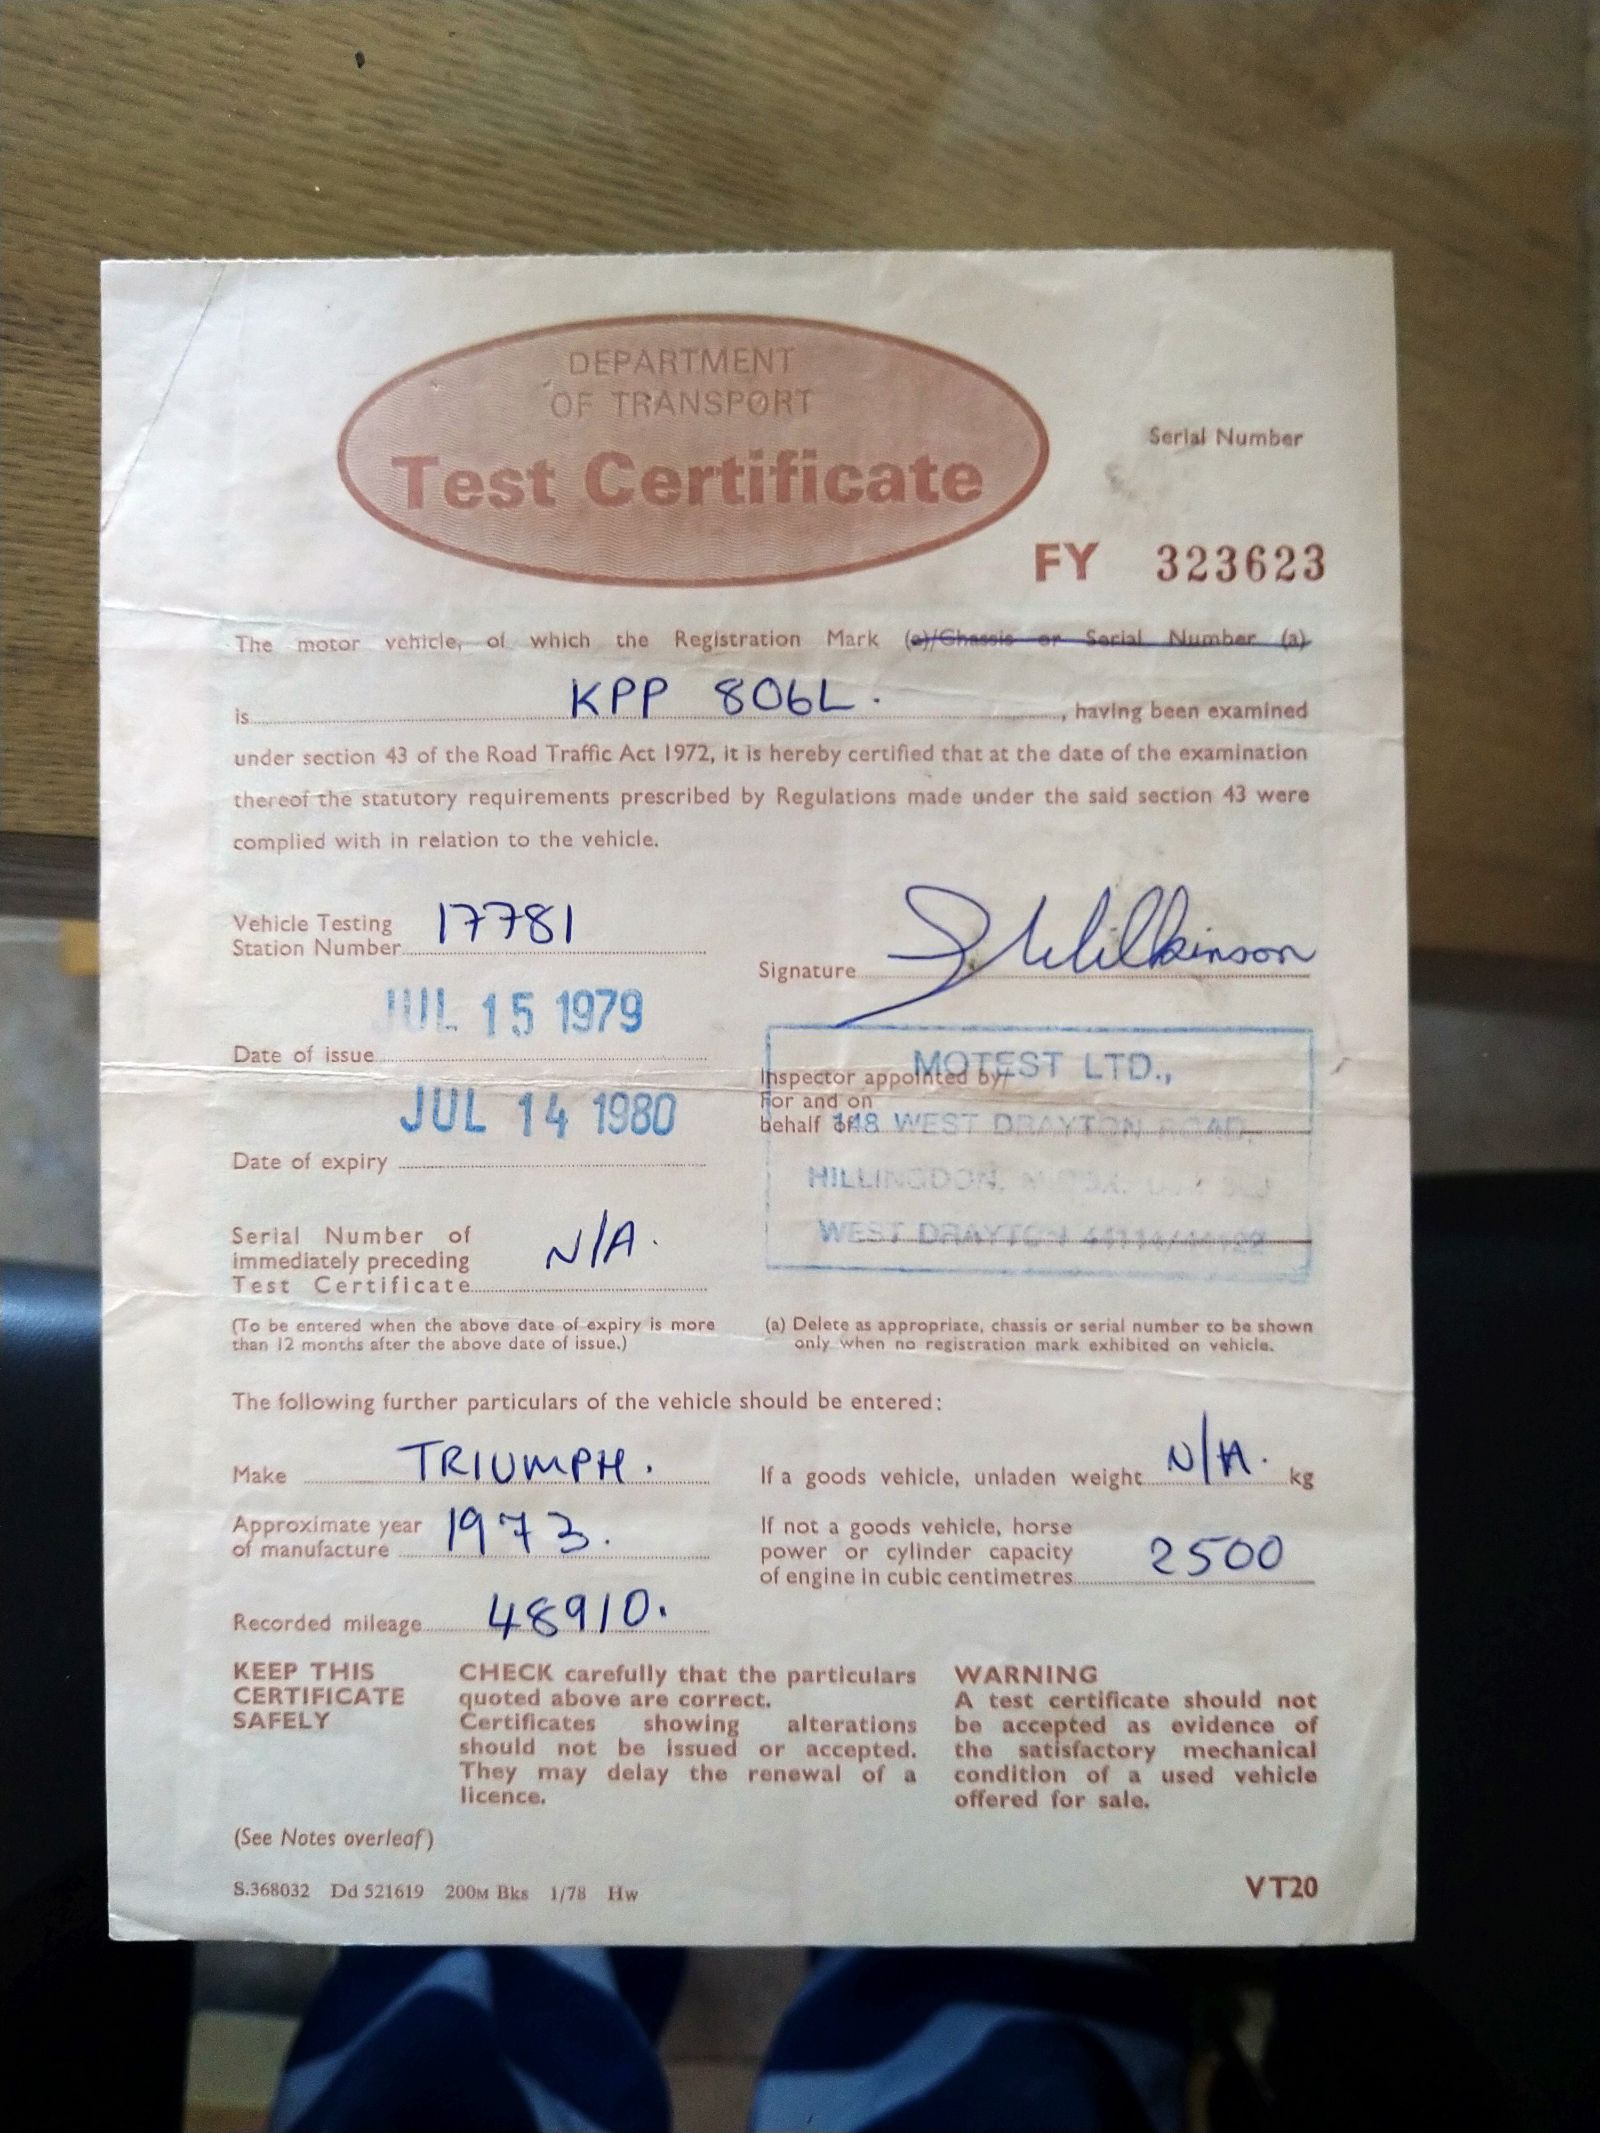 DEPARTMENT
OF TRANSPORT
Test Certificate
Serial Number
FY 323623
The motor vehicle, of which the Registration Mark (a)/Chassis or Serial Number (a)
is KPP 806L. , having been examined
under section 43 of the Road Traffic Act 1972, it is hereby certified that at the date of the examination
thereof the statutory requirements prescribed by Regulations made under the said section 43 were
complied with in relation to the vehicle.
Vehicle Testing
Station Number 17781
Signature Wilkinson
JUL 15 1979
Date of issue
JUL 14 1980
Date of expiry
MOTEST LTD.,
Inspector appointed by/
For and on
behalf of
148 WEST DRAYTON ROAD,
HILLINGDON,
WEST DRAYTON
Serial Number of
immediately preceding
Test Certificate N/A.
(To be entered when the above date of expiry is more
than 12 months after the above date of issue.)
(a) Delete as appropriate, chassis or serial number to be shown
only when no registration mark exhibited on vehicle.
The following further particulars of the vehicle should be entered:
Make TRIUMPH.
If a goods vehicle, unladen weight N/A. kg
Approximate year
of manufacture 1973.
If not a goods vehicle, horse
power or cylinder capacity
of engine in cubic centimetres 2500
Recorded mileage 48910.
KEEP THIS
CERTIFICATE
SAFELY
CHECK carefully that the particulars
quoted above are correct.
Certificates showing alterations
should not be issued or accepted.
They may delay the renewal of a
licence.
WARNING
A test certificate should not
be accepted as evidence of
the satisfactory mechanical
condition of a used vehicle
offered for sale.
(See Notes overleaf)
S.368032 Dd 521619 200M Bks 1/78 Hw
VT20